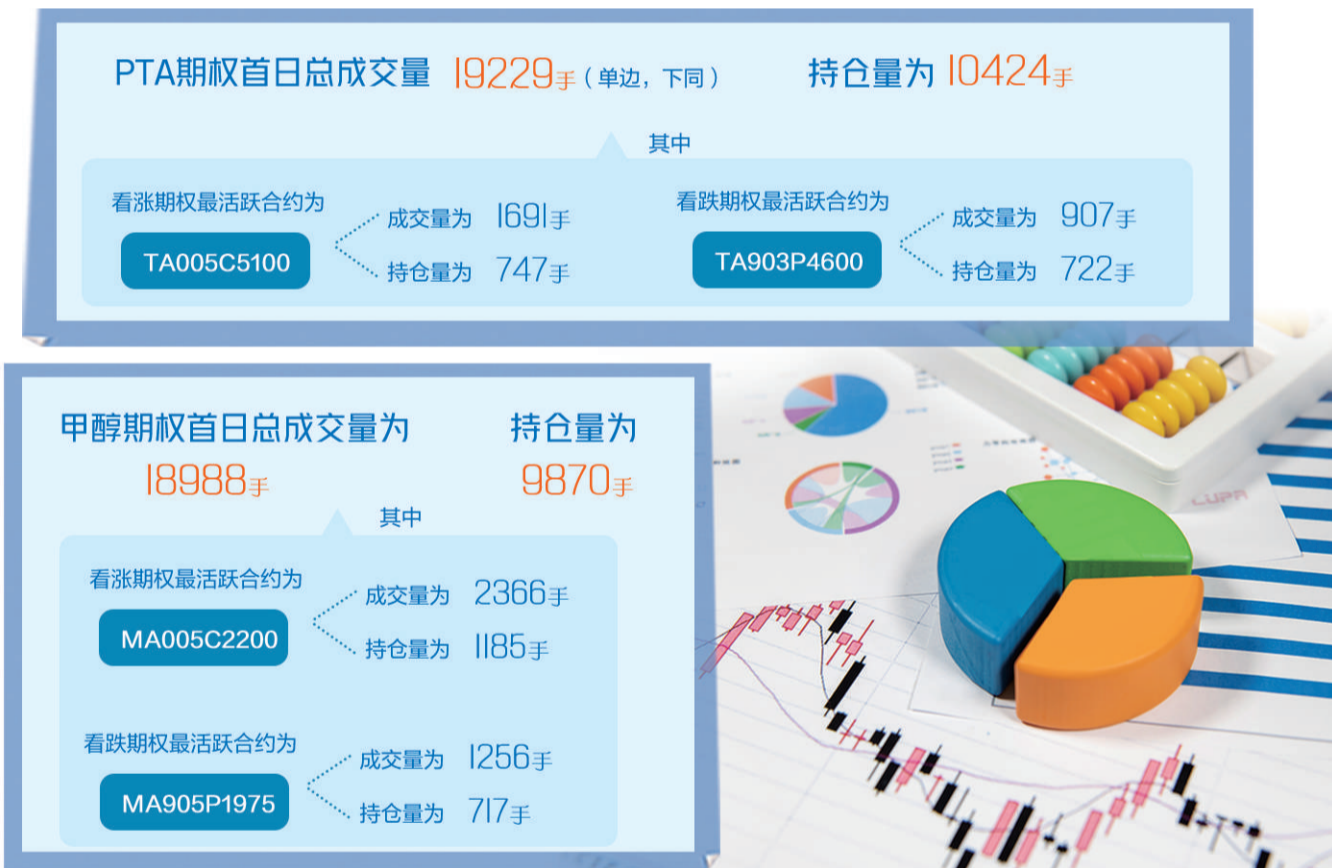 PTA期权首日总成交量 19229手(单边，下同) 持仓量为 10424手
其中
看涨期权最活跃合约为
TA005C5100
成交量为 1691手
持仓量为 747手
看跌期权最活跃合约为
TA903P4600
成交量为 907手
持仓量为 722手
甲醇期权首日总成交量为
18988手
持仓量为
9870手
其中
看涨期权最活跃合约为
MA005C2200
成交量为 2366手
持仓量为 1185手
看跌期权最活跃合约为
MA905P1975
成交量为 1256手
持仓量为 717手